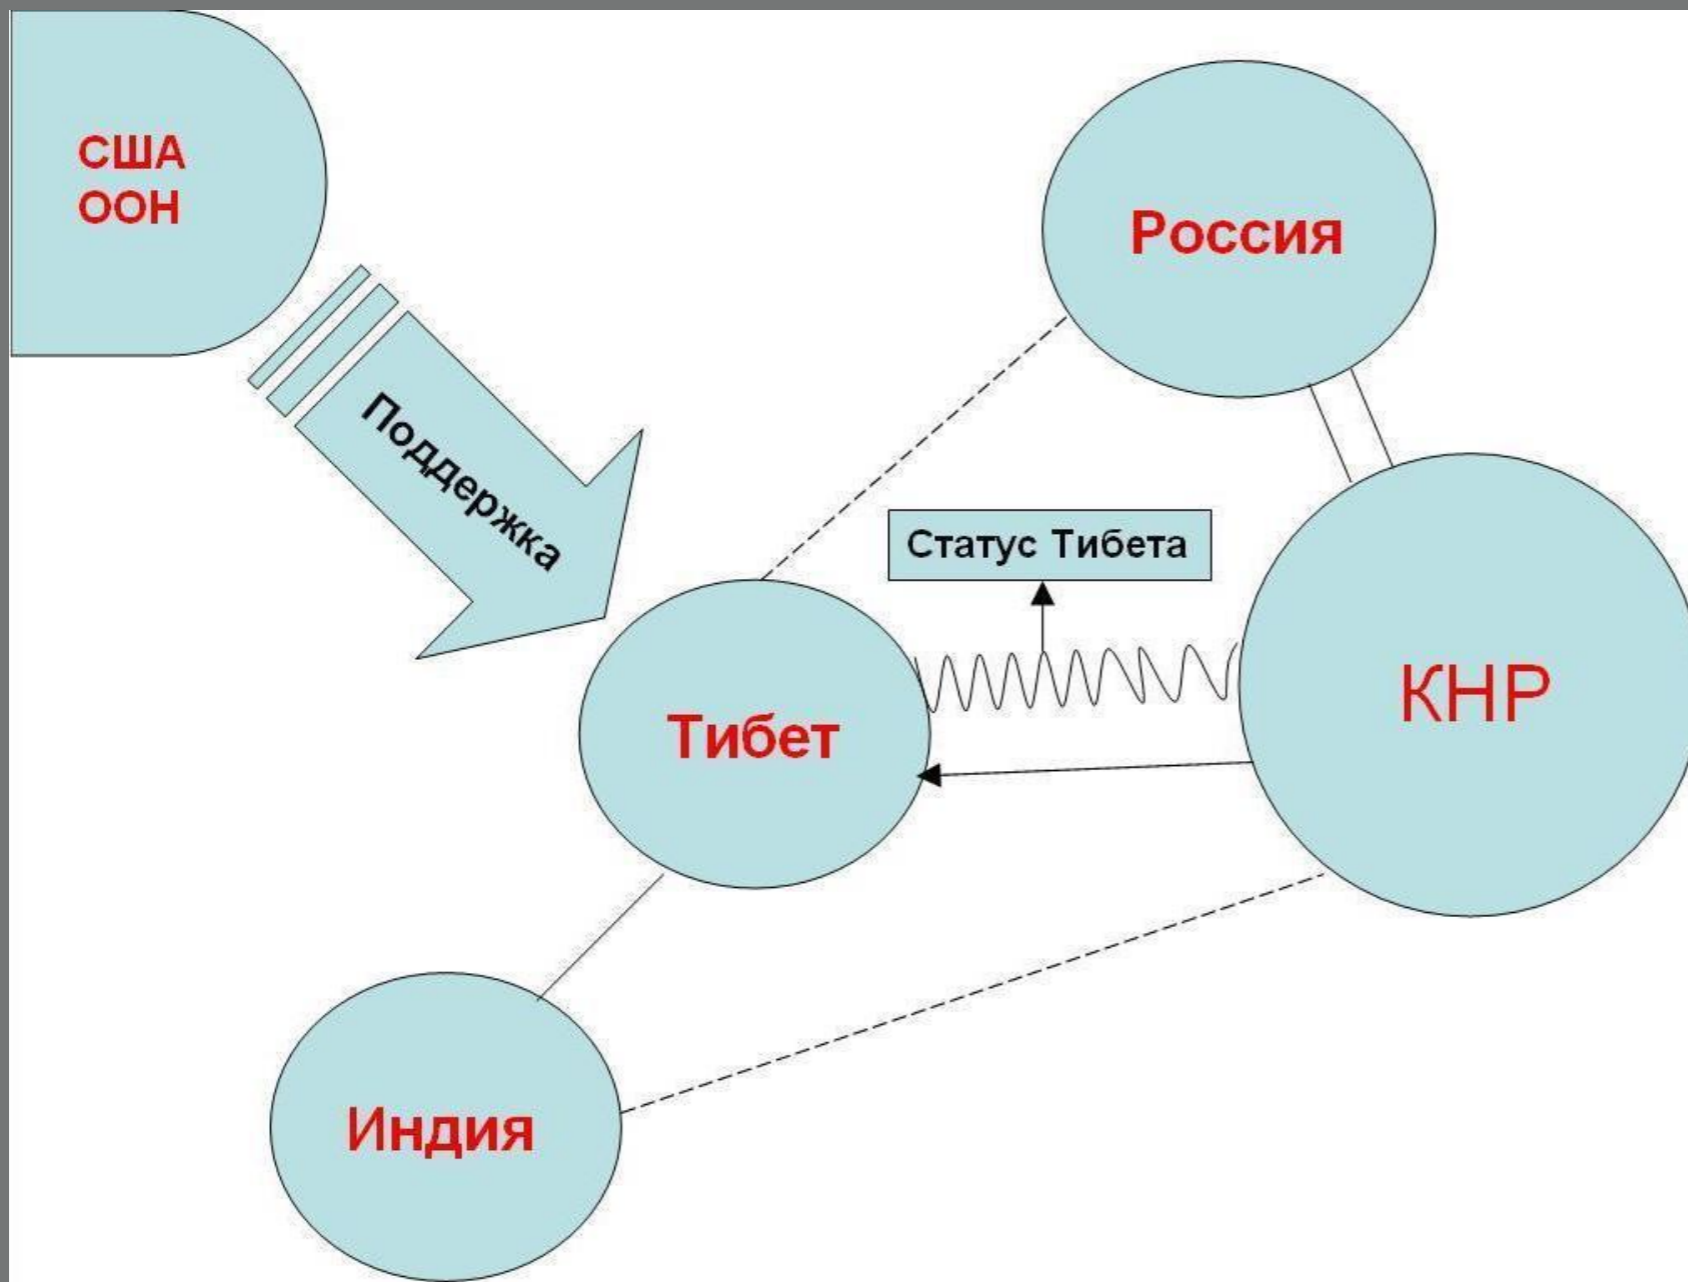 США
ООН
Россия
Поддержка
Статус Тибета
Тибет
КНР
Индия